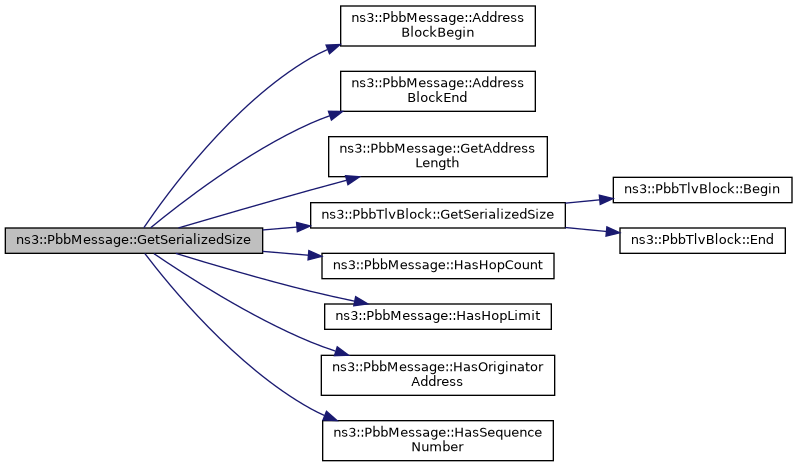 ns3::PbbMessage::GetSerializedSize
ns3::PbbMessage::Address
BlockBegin
ns3::PbbMessage::Address
BlockEnd
ns3::PbbMessage::GetAddress
Length
ns3::PbbTlvBlock::GetSerializedSize
ns3::PbbTlvBlock::Begin
ns3::PbbTlvBlock::End
ns3::PbbMessage::HasHopCount
ns3::PbbMessage::HasHopLimit
ns3::PbbMessage::HasOriginator
Address
ns3::PbbMessage::HasSequence
Number